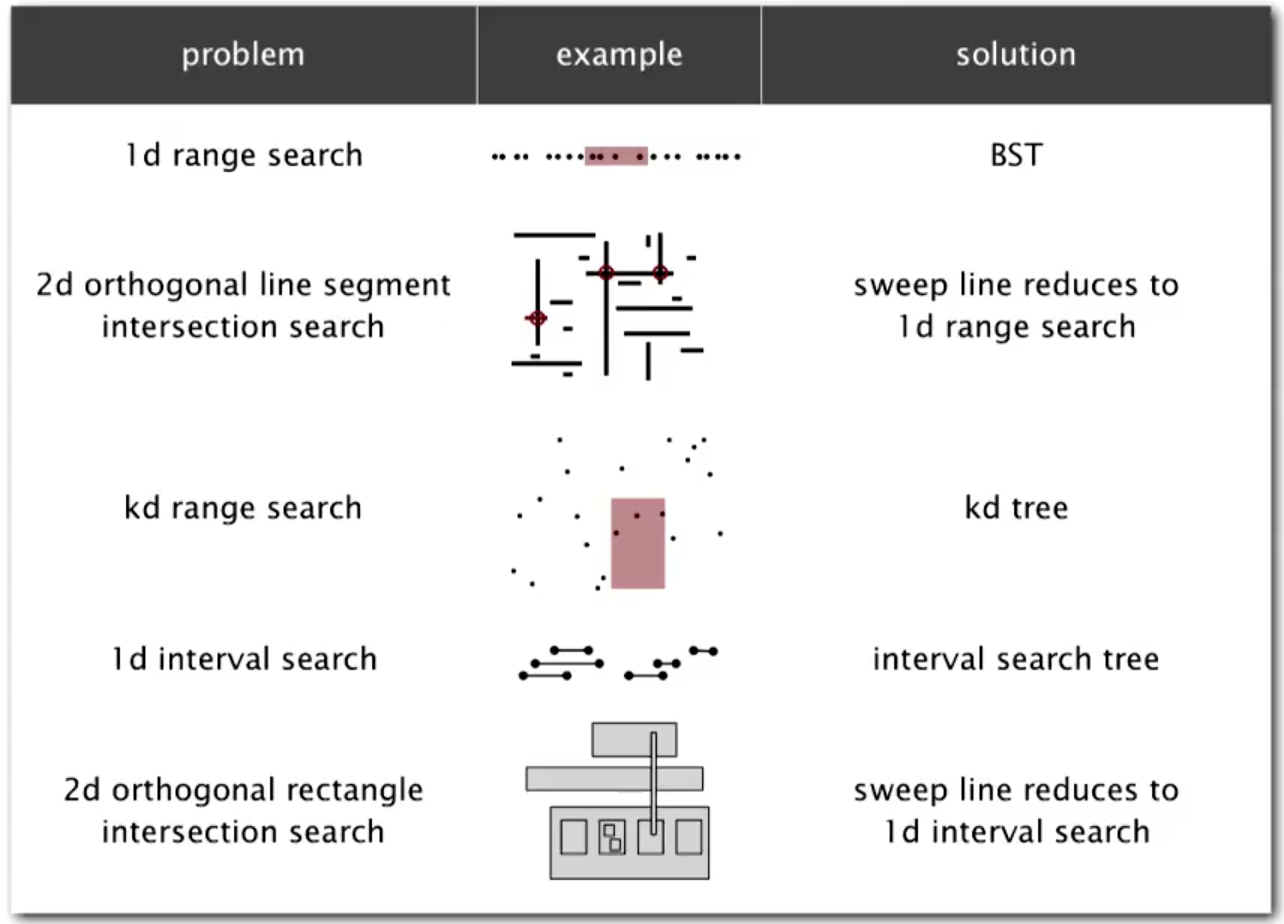 problem
example
solution
1d range search
BST
2d orthogonal line segment
intersection search
sweep line reduces to
1d range search
kd range search
kd tree
1d interval search
interval search tree
2d orthogonal rectangle
intersection search
sweep line reduces to
1d interval search